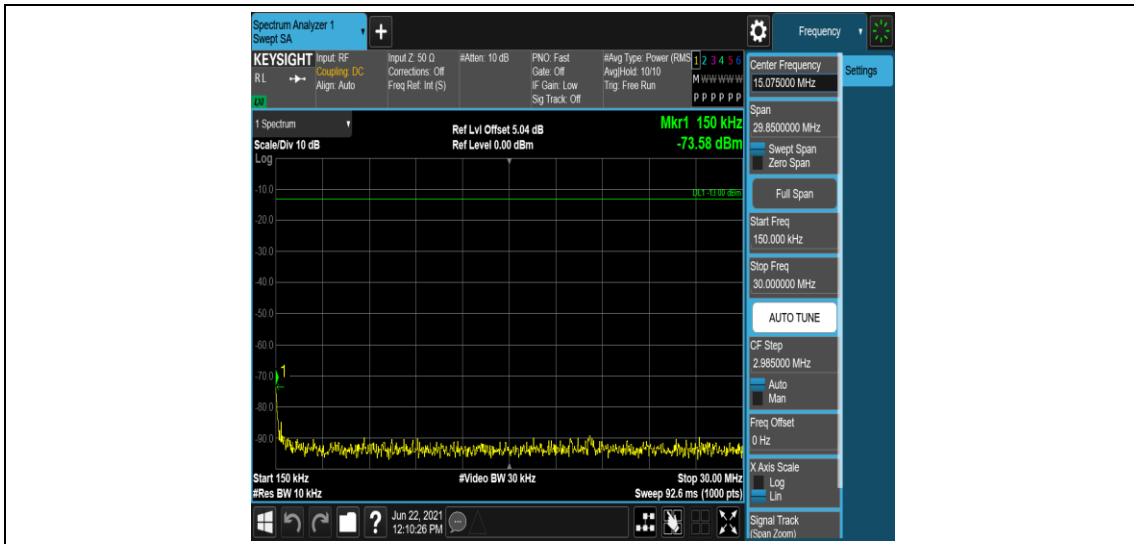 Spectrum Analyzer 1
Swept SA
Frequency
KEYSIGHT
RL
LXI
Input: RF
Coupling: DC
Align: Auto
Input Z: 50 Ω
Corrections: Off
Freq Ref: Int (S)
#Atten: 10 dB
PNO: Fast
Gate: Off
IF Gain: Low
Sig Track: Off
#Avg Type: Power (RMS
Avg|Hold: 10/10
Trig: Free Run
1 2 3 4 5 6
M W W W W W
P P P P P P
1 Spectrum
Scale/Div 10 dB
Log
Ref Lvl Offset 5.04 dB
Ref Level 0.00 dBm
Mkr1 150 kHz
-73.58 dBm
DL1 -13.00 dBm
-10.0
-20.0
-30.0
-40.0
-50.0
-60.0
-70.0
-80.0
-90.0
1
Start 150 kHz
#Res BW 10 kHz
#Video BW 30 kHz
Stop 30.00 MHz
Sweep 92.6 ms (1000 pts)
Jun 22, 2021
12:10:26 PM
Center Frequency
15.075000 MHz
Span
29.8500000 MHz
Swept Span
Zero Span
Full Span
Start Freq
150.000 kHz
Stop Freq
30.000000 MHz
AUTO TUNE
CF Step
2.985000 MHz
Auto
Man
Freq Offset
0 Hz
X Axis Scale
Log
Lin
Signal Track
(Span Zoom)
Settings